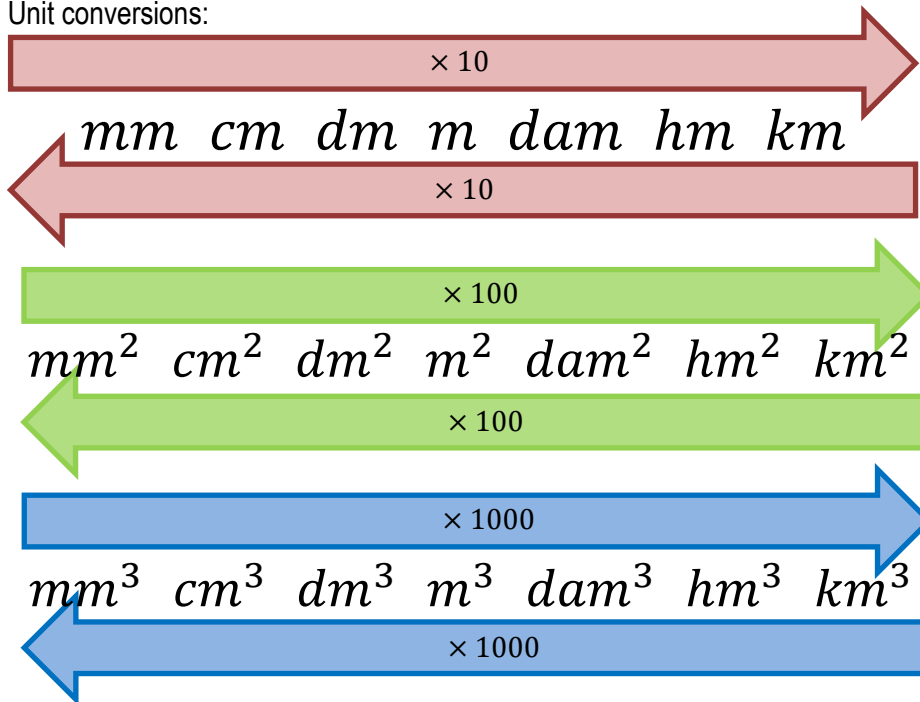 Unit conversions:
× 10
mm cm dm m dam hm km
× 10
× 100
mm² cm² dm² m² dam² hm² km²
× 100
× 1000
mm³ cm³ dm³ m³ dam³ hm³ km³
× 1000